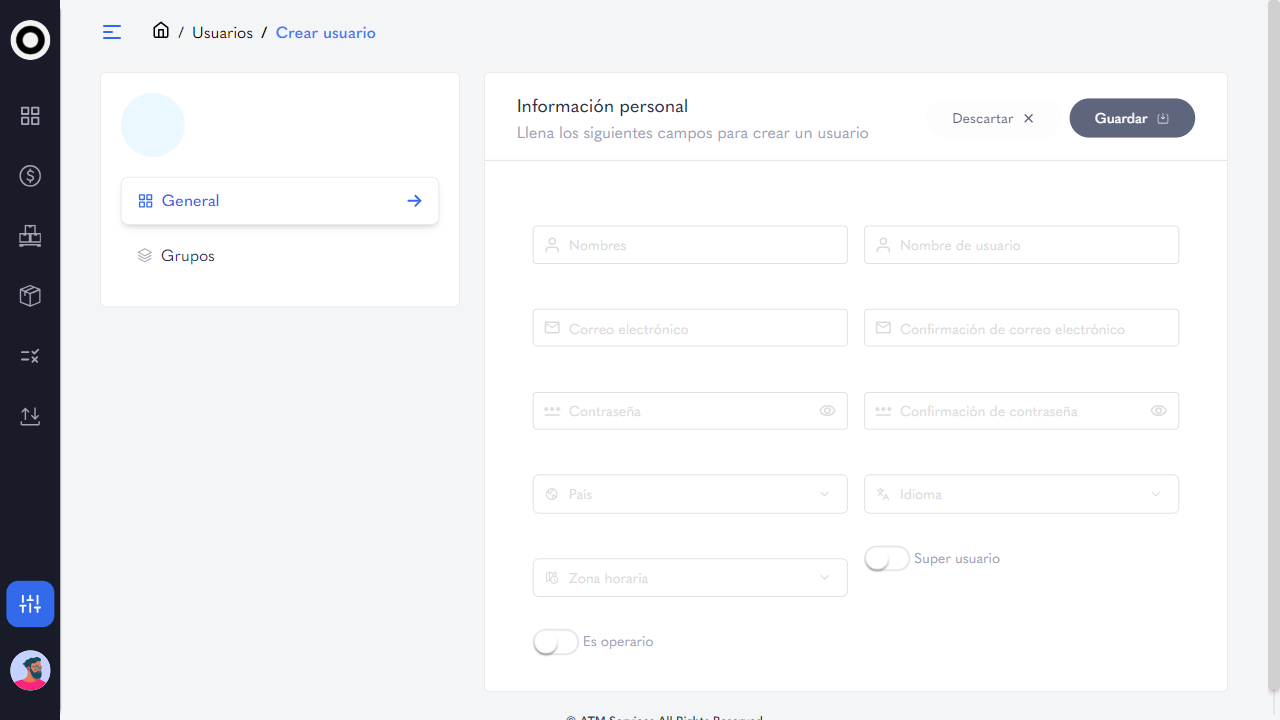 / Usuarios / Crear usuario
General
Grupos
Información personal
Llena los siguientes campos para crear un usuario
Descartar
Guardar
Nombres
Nombre de usuario
Correo electrónico
Confirmación de correo electrónico
Contraseña
Confirmación de contraseña
País
Idioma
Zona horaria
Super usuario
Es operario
© ATM Services All Rights Reserved